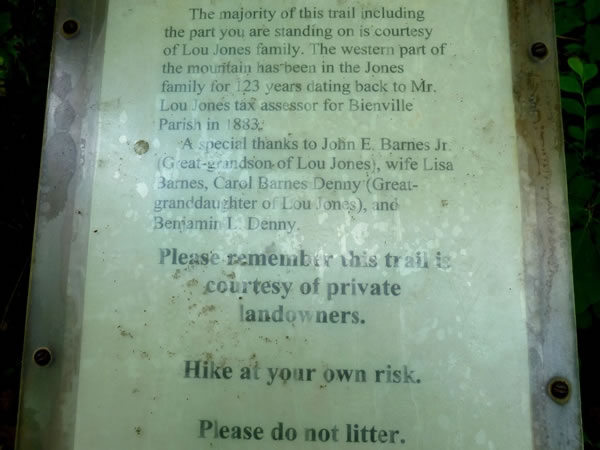 The majority of this trail including
the part you are standing on is courtesy
of Lou Jones family. The western part of
the mountain has been in the Jones
family for 123 years dating back to Mr.
Lou Jones tax assessor for Bienville
Parish in 1883.
A special thanks to John E. Barnes Jr.
(Great-grandson of Lou Jones), wife Lisa
Barnes, Carol Barnes Denny (Great-
granddaughter of Lou Jones), and
Benjamin L. Denny.
Please remember this trail is
courtesy of private
landowners.
Hike at your own risk.
Please do not litter.